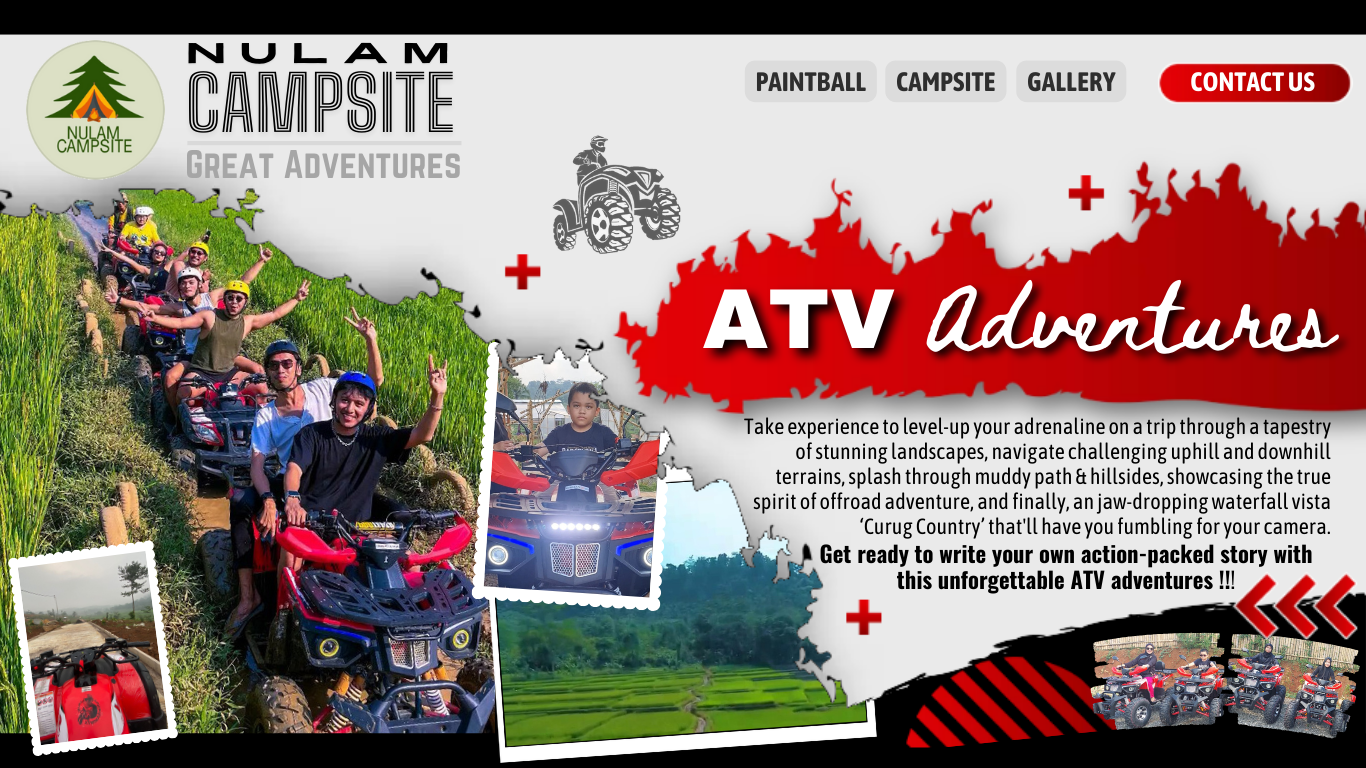 NULAM
CAMPSITE
GREAT ADVENTURES
NULAM
CAMPSITE
PAINTBALL
CAMPSITE
GALLERY
CONTACT US
ATV Adventures
Take experience to level-up your adrenaline on a trip through a tapestry
of stunning landscapes, navigate challenging uphill and downhill
terrains, splash through muddy path & hillsides, showcasing the true
spirit of offroad adventure, and finally, an jaw-dropping waterfall vista
‘Curug Country’ that'll have you fumbling for your camera.
Get ready to write your own action-packed story with
this unforgettable ATV adventures !!!